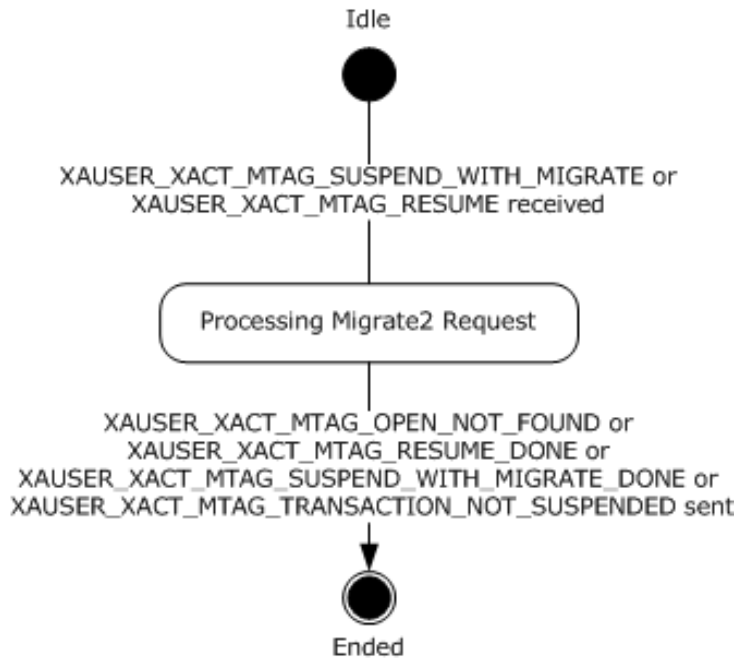 Idle
XAUSER_XACT_MTAG_SUSPEND_WITH_MIGRATE or
XAUSER_XACT_MTAG_RESUME received
Processing Migrate2 Request
XAUSER_XACT_MTAG_OPEN_NOT_FOUND or
XAUSER_XACT_MTAG_RESUME_DONE or
XAUSER_XACT_MTAG_SUSPEND_WITH_MIGRATE_DONE or
XAUSER_XACT_MTAG_TRANSACTION_NOT_SUSPENDED sent
Ended